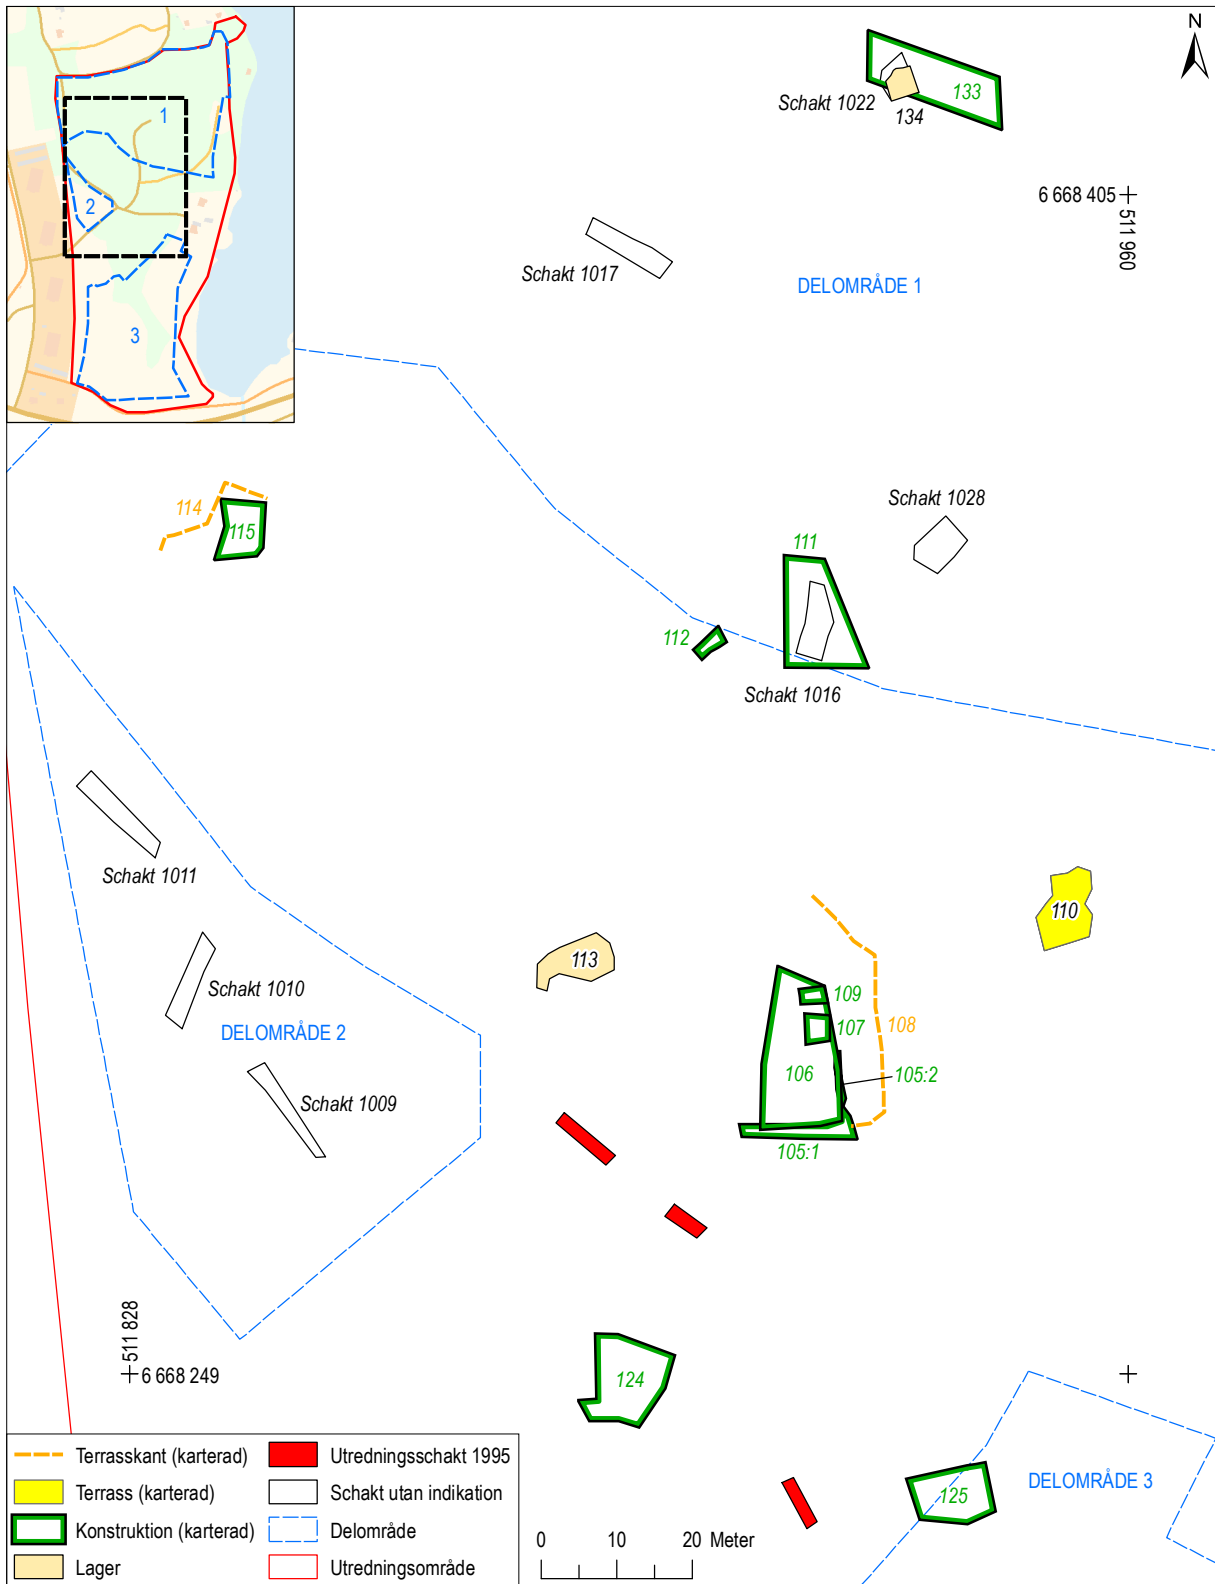 N
1
2
3
133
Schakt 1022
134
6 668 405
511 960
Schakt 1017
DELOMRÅDE 1
114
115
Schakt 1028
111
112
Schakt 1016
Schakt 1011
110
113
Schakt 1010
109
107
108
DELOMRÅDE 2
106
105:2
Schakt 1009
105:1
511 828
6 668 249
124
125
DELOMRÅDE 3
Terrasskant (karterad)
Terrass (karterad)
Konstruktion (karterad)
Lager
Utredningsschakt 1995
Schakt utan indikation
Delområde
Utredningsområde
0 10 20 Meter